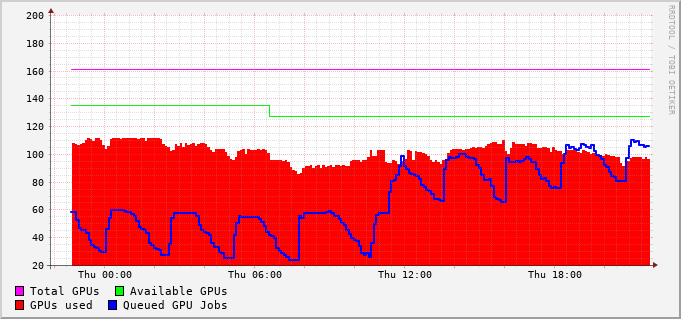 200
180
160
140
120
100
80
60
40
20
Thu 00:00 Thu 06:00 Thu 12:00 Thu 18:00
Total GPUs Available GPUs
GPUs used Queued GPU Jobs
RRDTOOL / TOBI OETIKER